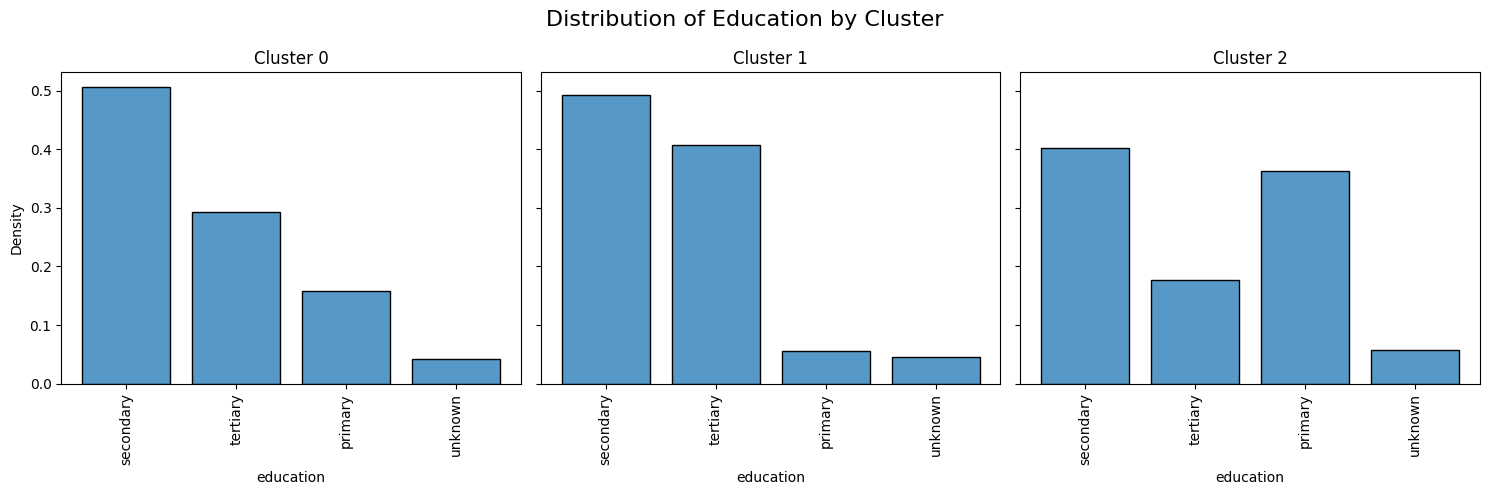 Distribution of Education by Cluster
Cluster 0
Cluster 1
Cluster 2
Density
0.5
0.4
0.3
0.2
0.1
0.0
secondary
tertiary
primary
unknown
education
secondary
tertiary
primary
unknown
education
secondary
tertiary
primary
unknown
education